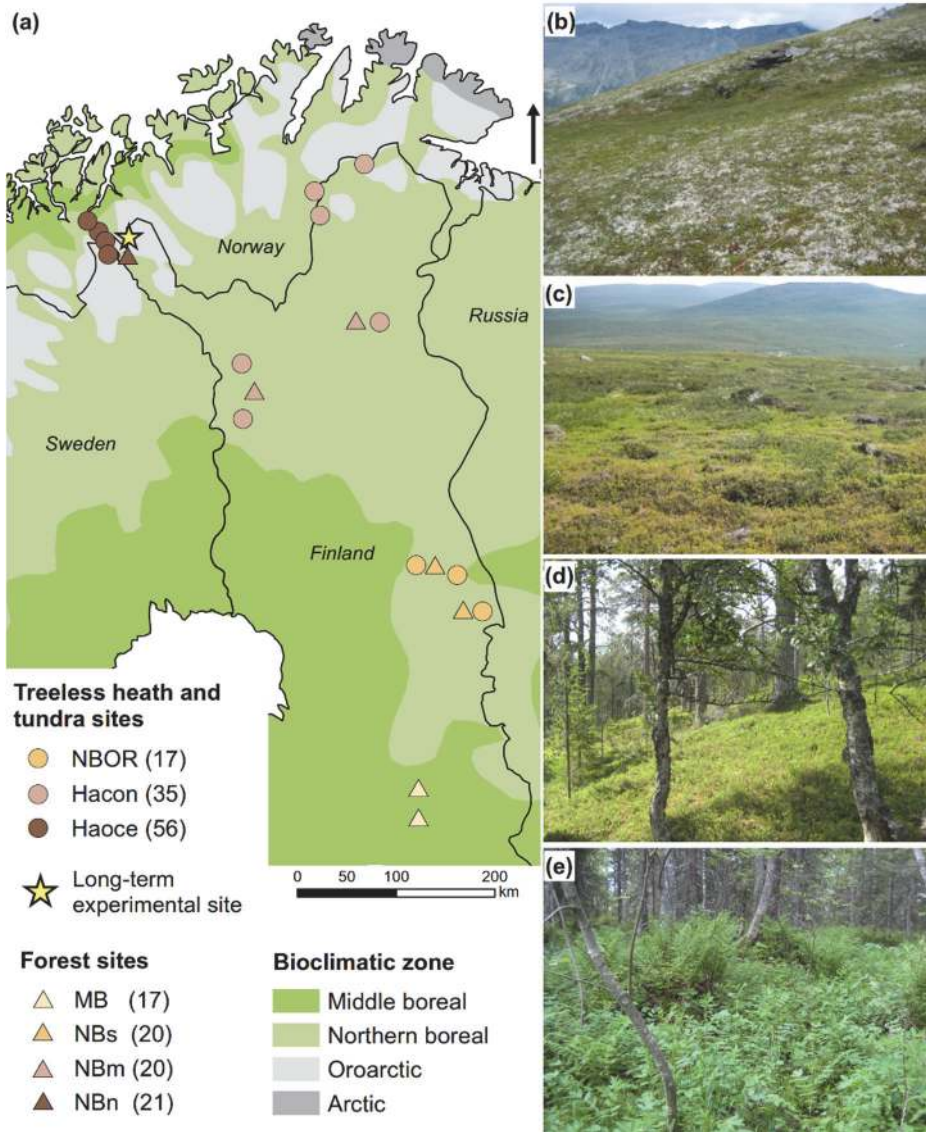 (a)
Norway
Russia
Sweden
Finland
Treeless heath and
tundra sites
NBOR (17)
Hacon (35)
Haoce (56)
Long-term
experimental site
0 50 100 200
km
Forest sites
MB (17)
NBs (20)
NBm (20)
NBn (21)
Bioclimatic zone
Middle boreal
Northern boreal
Oroarctic
Arctic
(b)
(c)
(d)
(e)